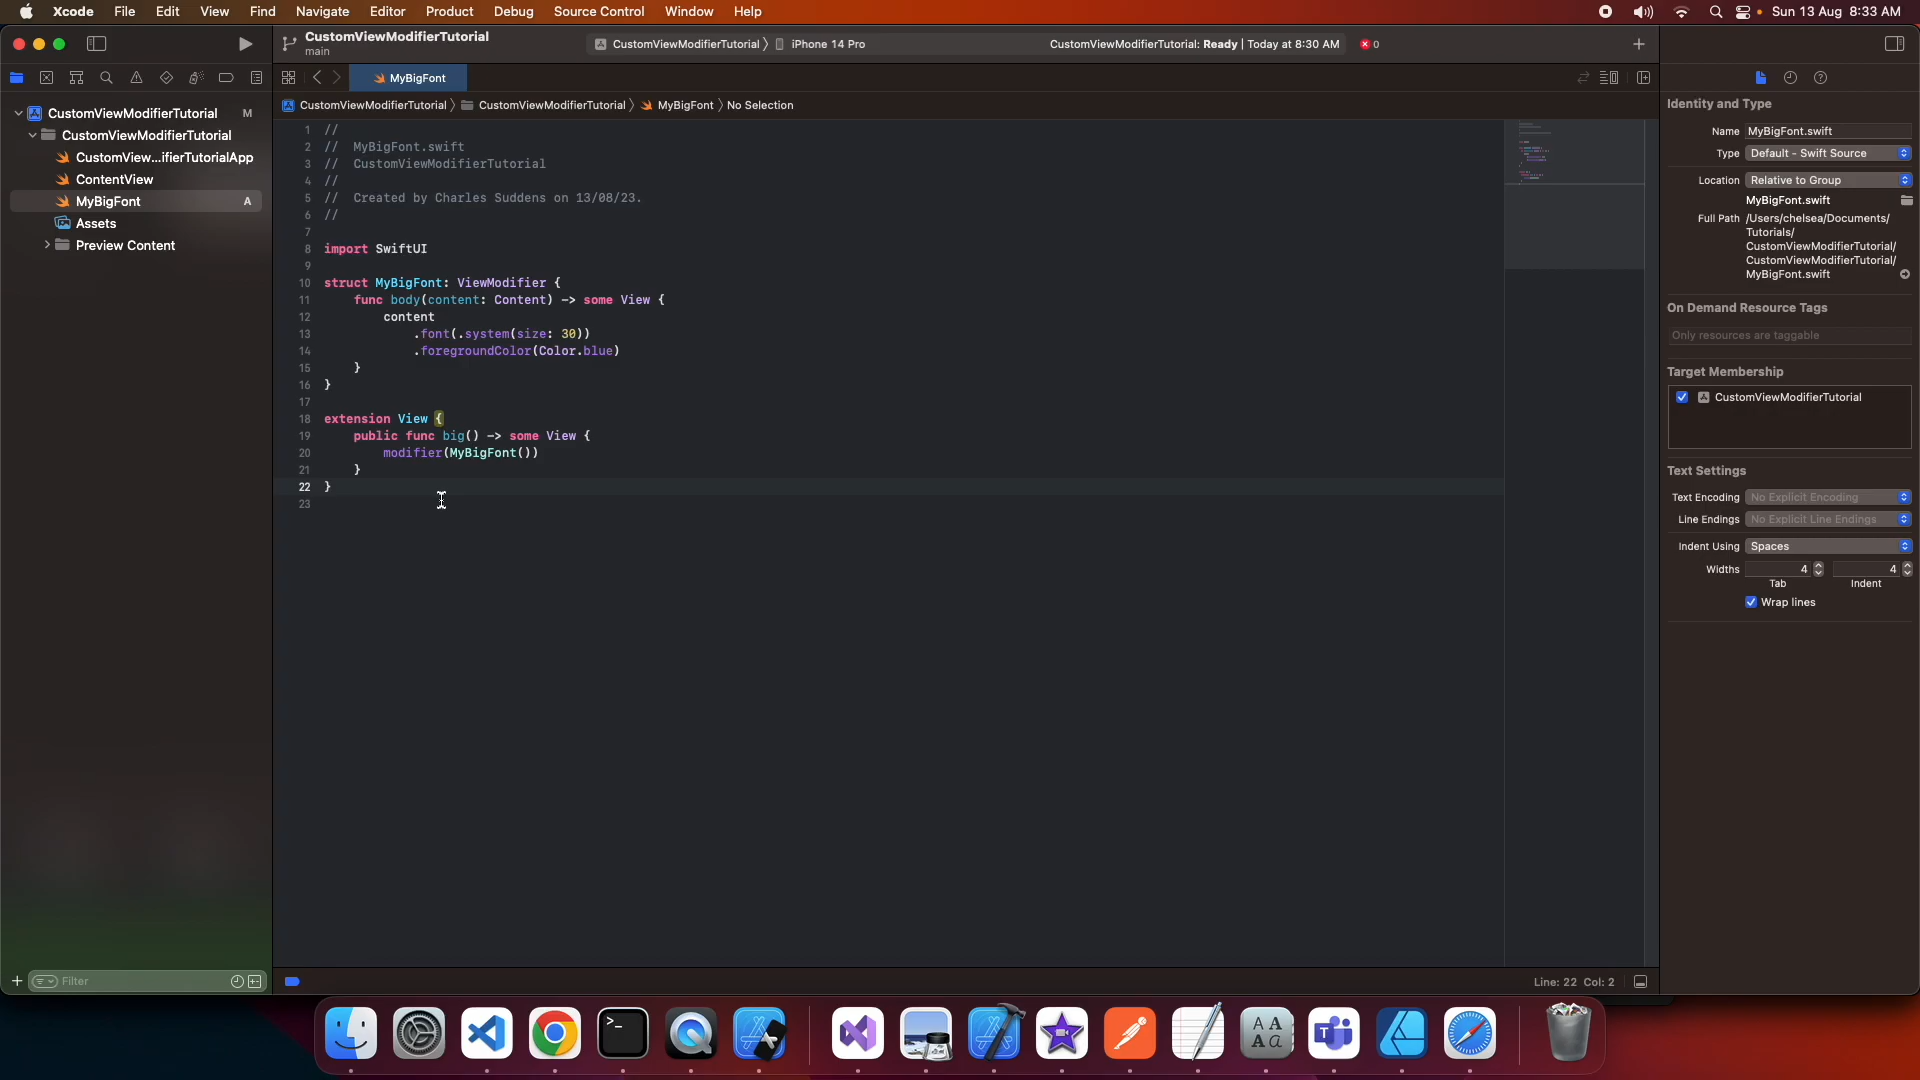 Xcode File Edit View Find Navigate Editor Product Debug Source Control Window Help Sun 13 Aug 8:33 AM
CustomViewModifierTutorial
main
CustomViewModifierTutorial iPhone 14 Pro CustomViewModifierTutorial: Ready | Today at 8:30 AM 0
MyBigFont
CustomViewModifierTutorial CustomViewModifierTutorial MyBigFont No Selection
CustomViewModifierTutorial M
CustomViewModifierTutorial
CustomView...ifierTutorialApp
ContentView
MyBigFont A
Assets
Preview Content
Filter
1 //
2 // MyBigFont.swift
3 // CustomViewModifierTutorial
4 //
5 // Created by Charles Suddens on 13/08/23.
6 //
7
8 import SwiftUI
9
10 struct MyBigFont: ViewModifier {
11 func body(content: Content) -> some View {
12 content
13 .font(.system(size: 30))
14 .foregroundColor(Color.blue)
15 }
16 }
17
18 extension View {
19 public func big() -> some View {
20 modifier(MyBigFont())
21 }
22 }
23
Line: 22 Col: 2
Identity and Type
Name MyBigFont.swift
Type Default - Swift Source
Location Relative to Group
MyBigFont.swift
Full Path /Users/chelsea/Documents/
Tutorials/
CustomViewModifierTutorial/
CustomViewModifierTutorial/
MyBigFont.swift
On Demand Resource Tags
Only resources are taggable
Target Membership
CustomViewModifierTutorial
Text Settings
Text Encoding No Explicit Encoding
Line Endings No Explicit Line Endings
Indent Using Spaces
Widths 4 4
Tab Indent
Wrap lines